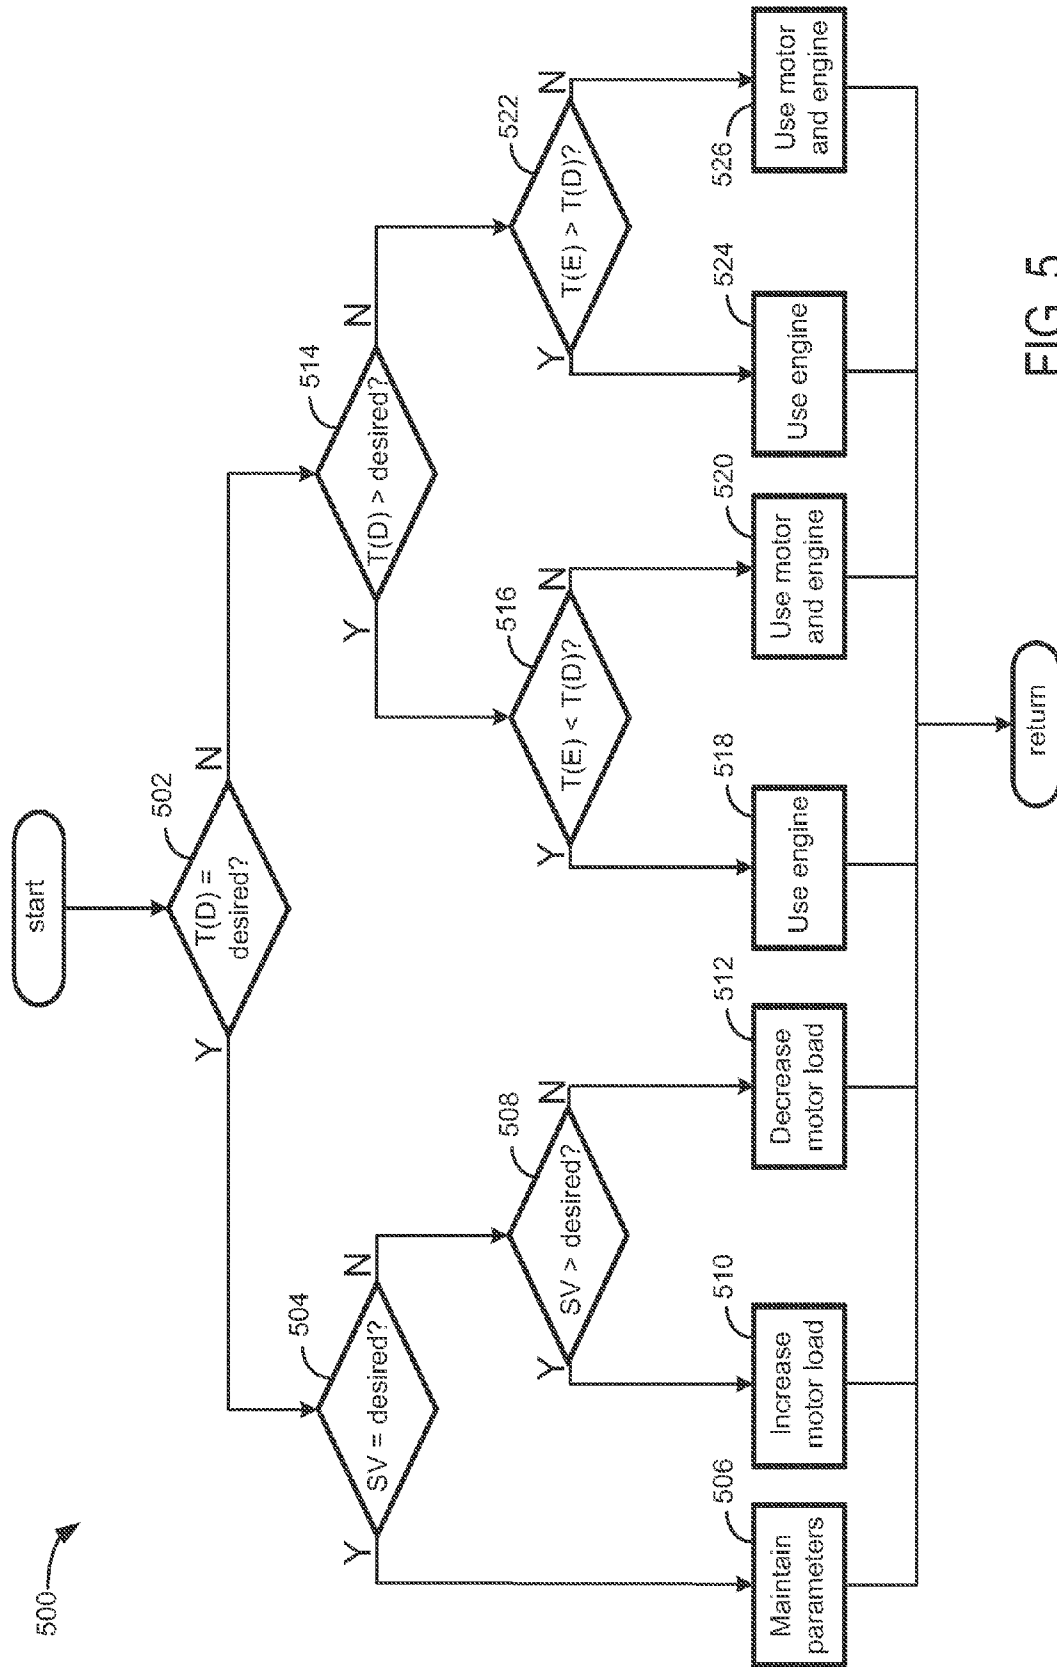 500
start
T(D) =
desired?
502
Y
N
SV = desired?
504
Y
N
T(D) > desired?
514
Y
N
SV > desired?
508
Y
N
T(E) < T(D)?
516
Y
N
T(E) > T(D)?
522
Y
N
Maintain
parameters
506
Increase
motor load
510
Decrease
motor load
512
Use engine
518
Use motor
and engine
520
Use engine
524
Use motor
and engine
526
return
FIG. 5